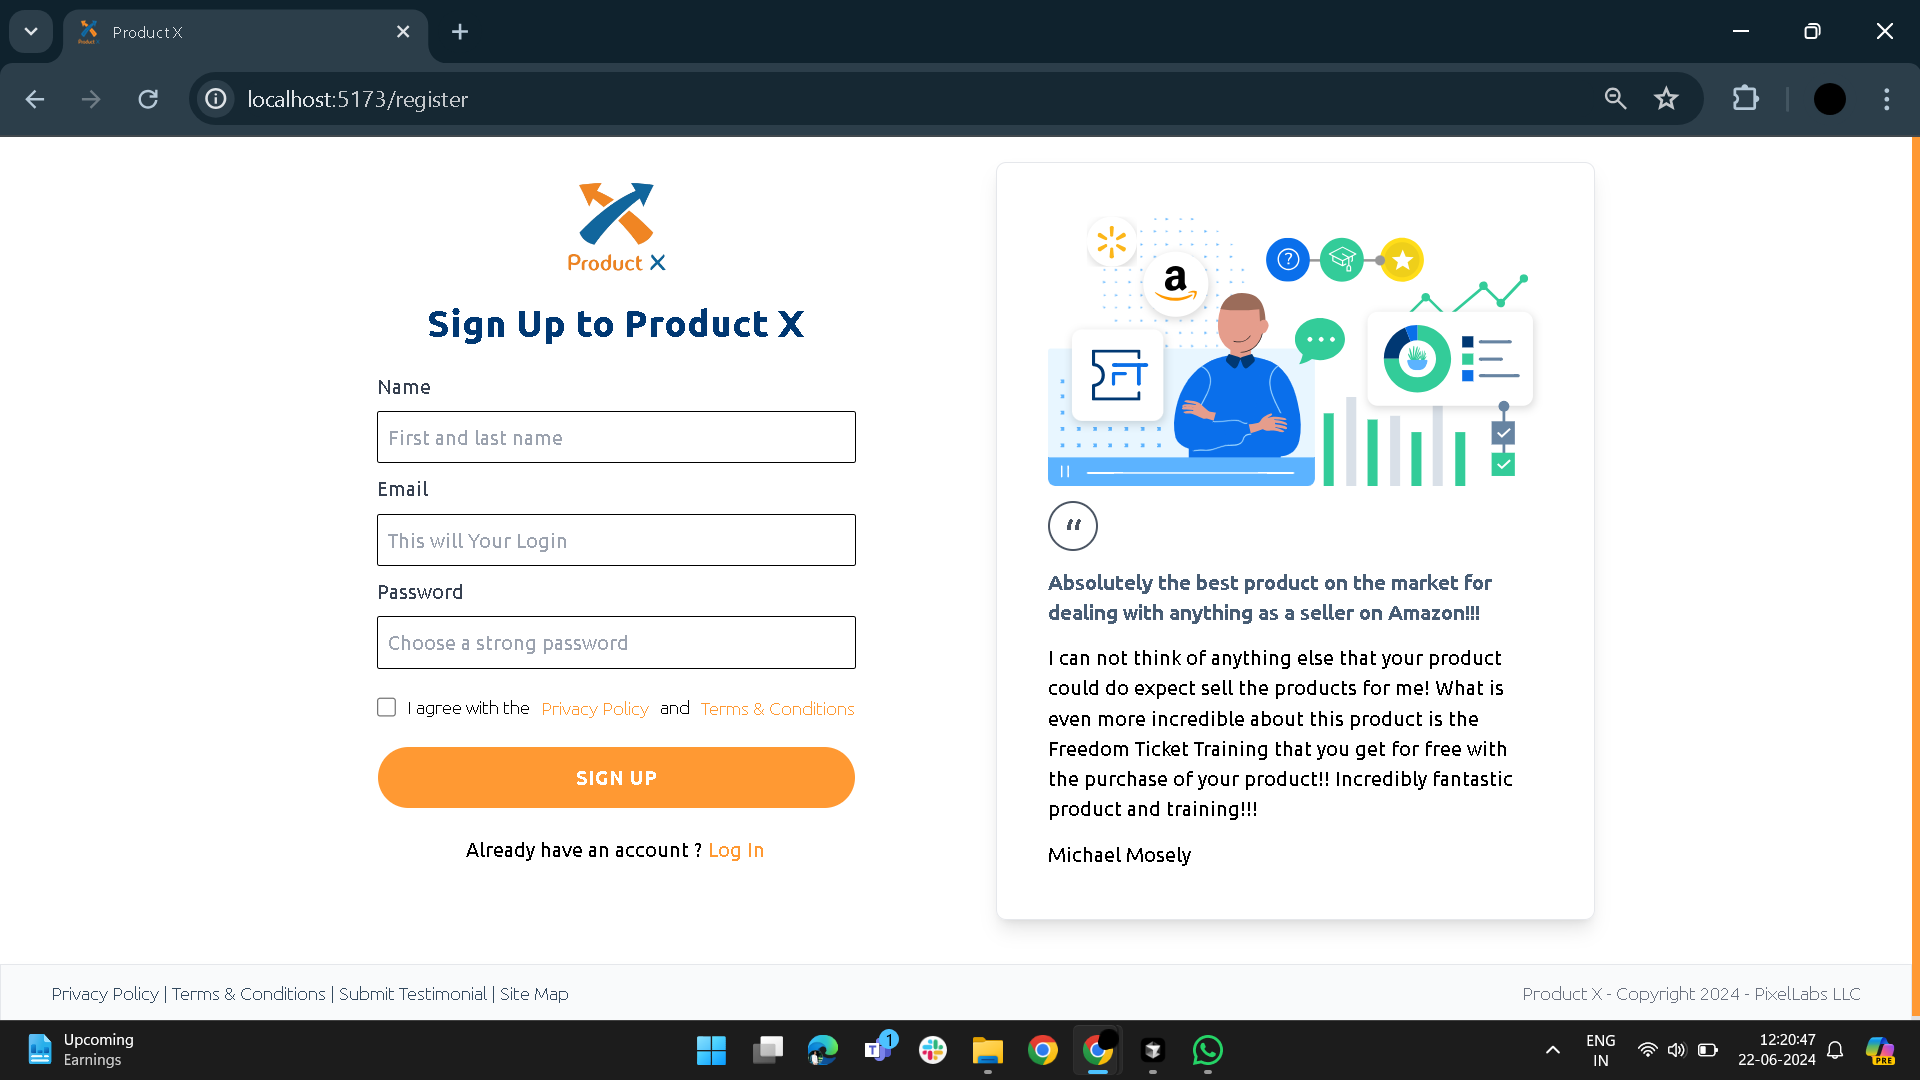 Product X
localhost:5173/register
Product X
Sign Up to Product X
Name
First and last name
Email
This will Your Login
Password
Choose a strong password
I agree with the Privacy Policy and Terms & Conditions
SIGN UP
Already have an account ? Log In
a
?
FT
“
Absolutely the best product on the market for
dealing with anything as a seller on Amazon!!!
I can not think of anything else that your product
could do expect sell the products for me! What is
even more incredible about this product is the
Freedom Ticket Training that you get for free with
the purchase of your product!! Incredibly fantastic
product and training!!!
Michael Mosely
Privacy Policy | Terms & Conditions | Submit Testimonial | Site Map
Product X - Copyright 2024 - PixelLabs LLC
Upcoming
Earnings
T
1
ENG
IN
12:20:47
22-06-2024
PRE